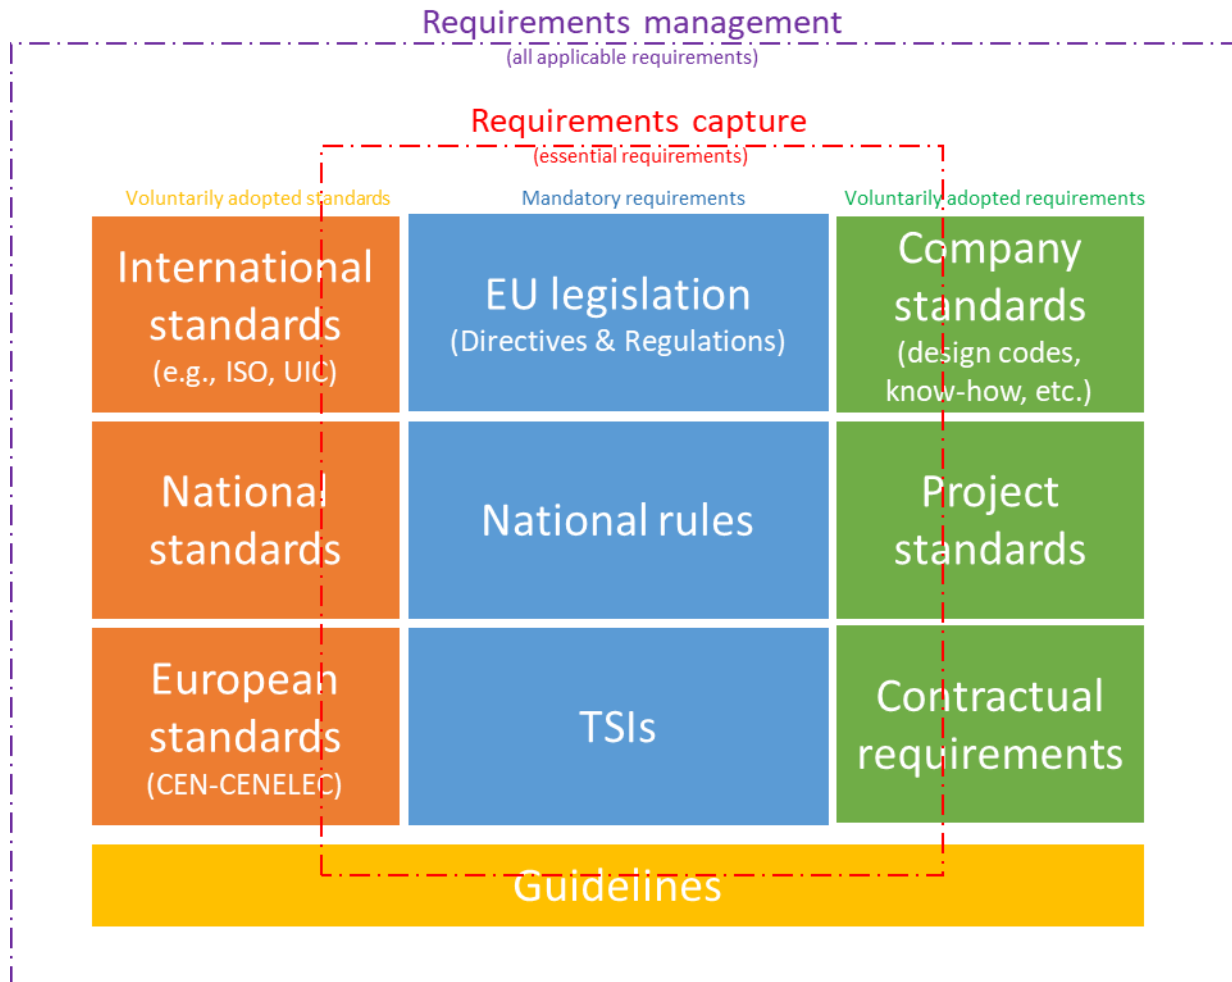 Requirements management
(all applicable requirements)
Requirements capture
(essential requirements)
Voluntarily adopted standards
Mandatory requirements
Voluntarily adopted requirements
International
standards
(e.g., ISO, UIC)
EU legislation
(Directives & Regulations)
Company
standards
(design codes,
know-how, etc.)
National
standards
National rules
Project
standards
European
standards
(CEN-CENELEC)
TSIs
Contractual
requirements
Guidelines